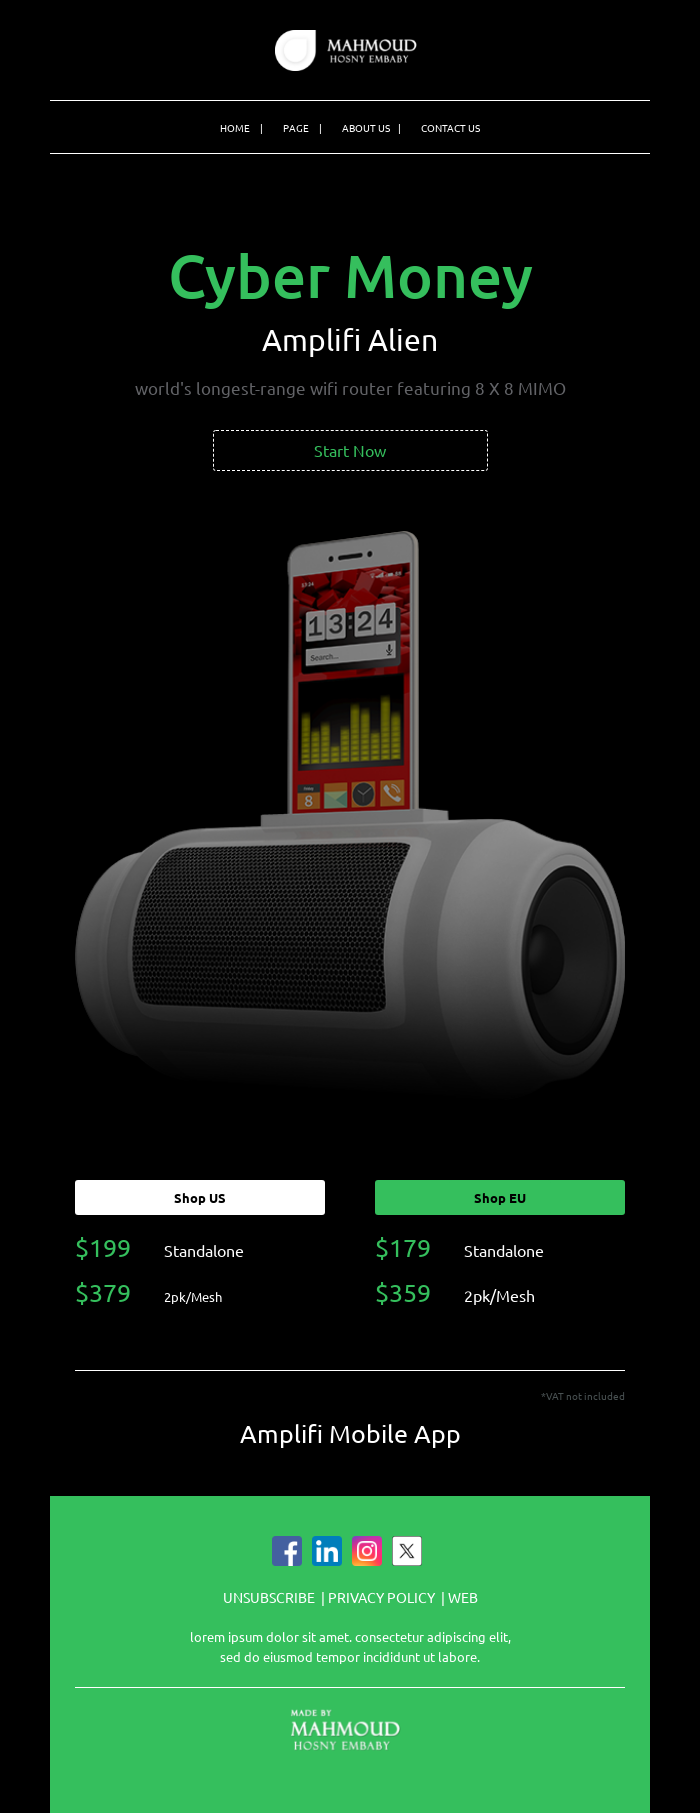 MAHMOUD
HOSNY EMBABY
HOME | PAGE | ABOUT US | CONTACT US
Cyber Money
Amplifi Alien
world's longest-range wifi router featuring 8 X 8 MIMO
Start Now
13:24
13:24
Search...
Friday
8
Shop US
$199 Standalone
$379 2pk/Mesh
Shop EU
$179 Standalone
$359 2pk/Mesh
*VAT not included
Amplifi Mobile App
UNSUBSCRIBE | PRIVACY POLICY | WEB
lorem ipsum dolor sit amet. consectetur adipiscing elit,
sed do eiusmod tempor incididunt ut labore.
MADE BY
MAHMOUD
HOSNY EMBABY